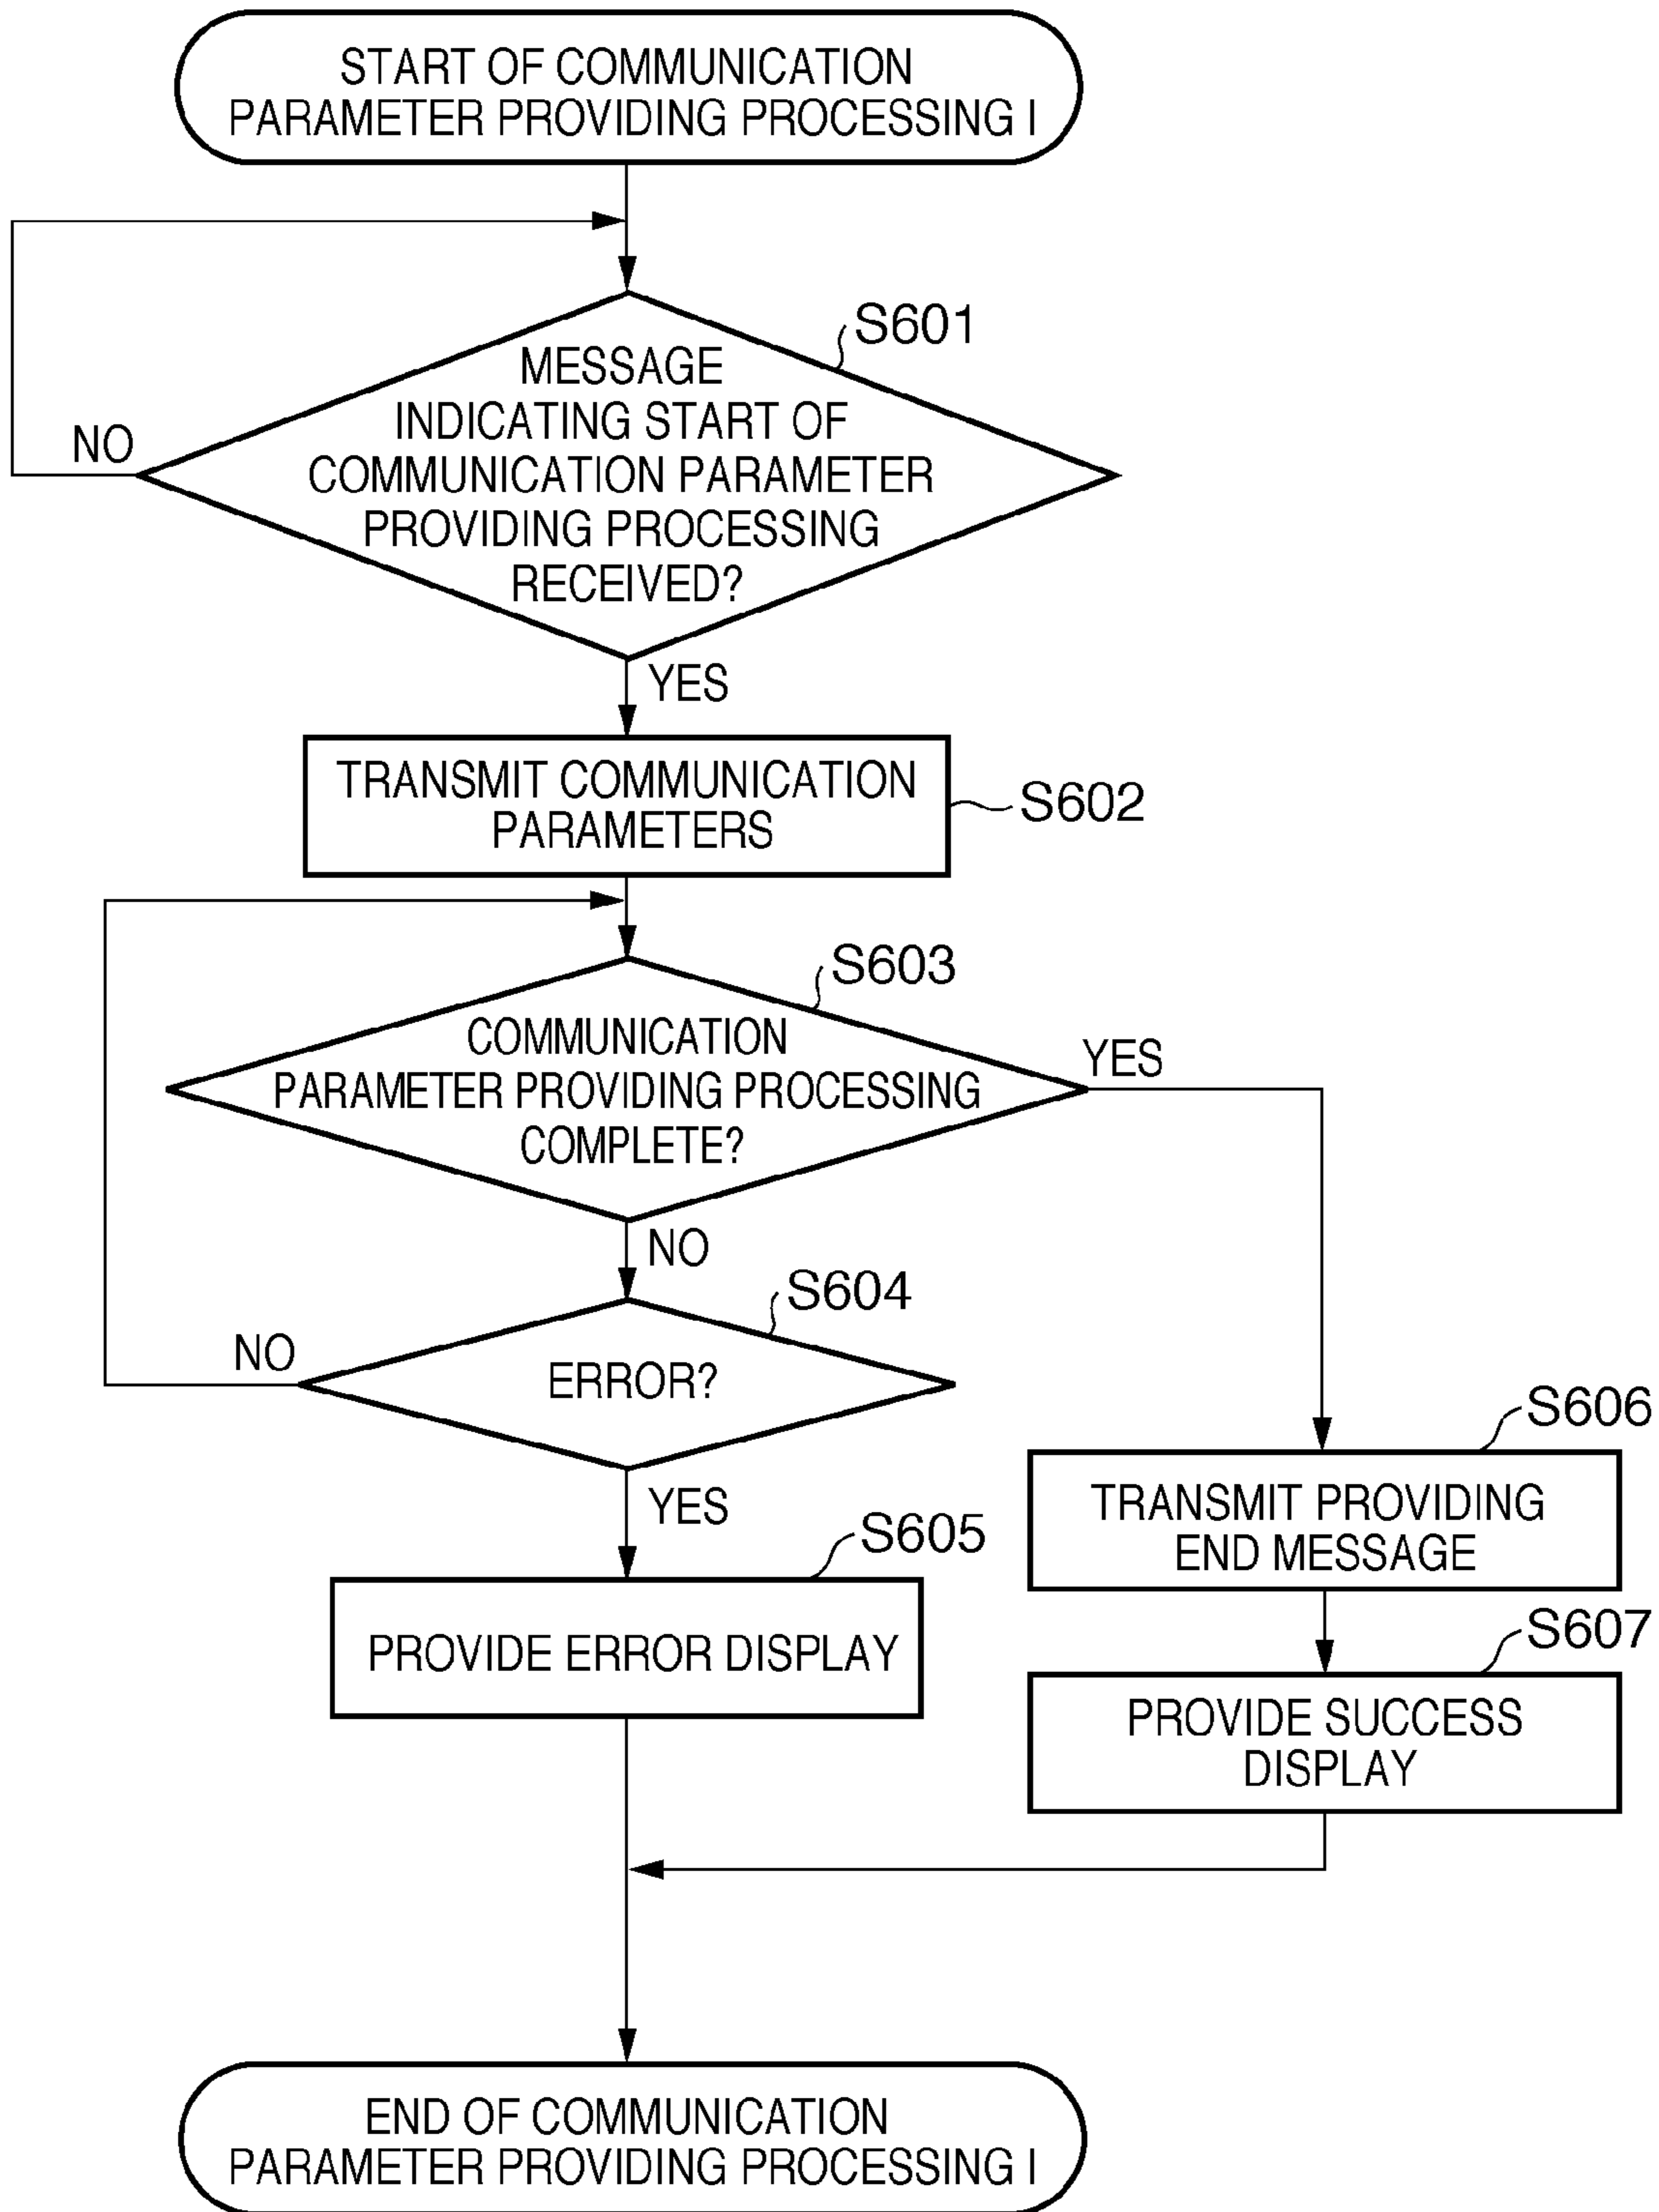 START OF COMMUNICATION
PARAMETER PROVIDING PROCESSING I
S601
MESSAGE
INDICATING START OF
COMMUNICATION PARAMETER
PROVIDING PROCESSING
RECEIVED?
NO
YES
TRANSMIT COMMUNICATION
PARAMETERS
S602
S603
COMMUNICATION
PARAMETER PROVIDING PROCESSING
COMPLETE?
YES
NO
S604
ERROR?
NO
YES
S605
PROVIDE ERROR DISPLAY
S606
TRANSMIT PROVIDING
END MESSAGE
S607
PROVIDE SUCCESS
DISPLAY
END OF COMMUNICATION
PARAMETER PROVIDING PROCESSING I